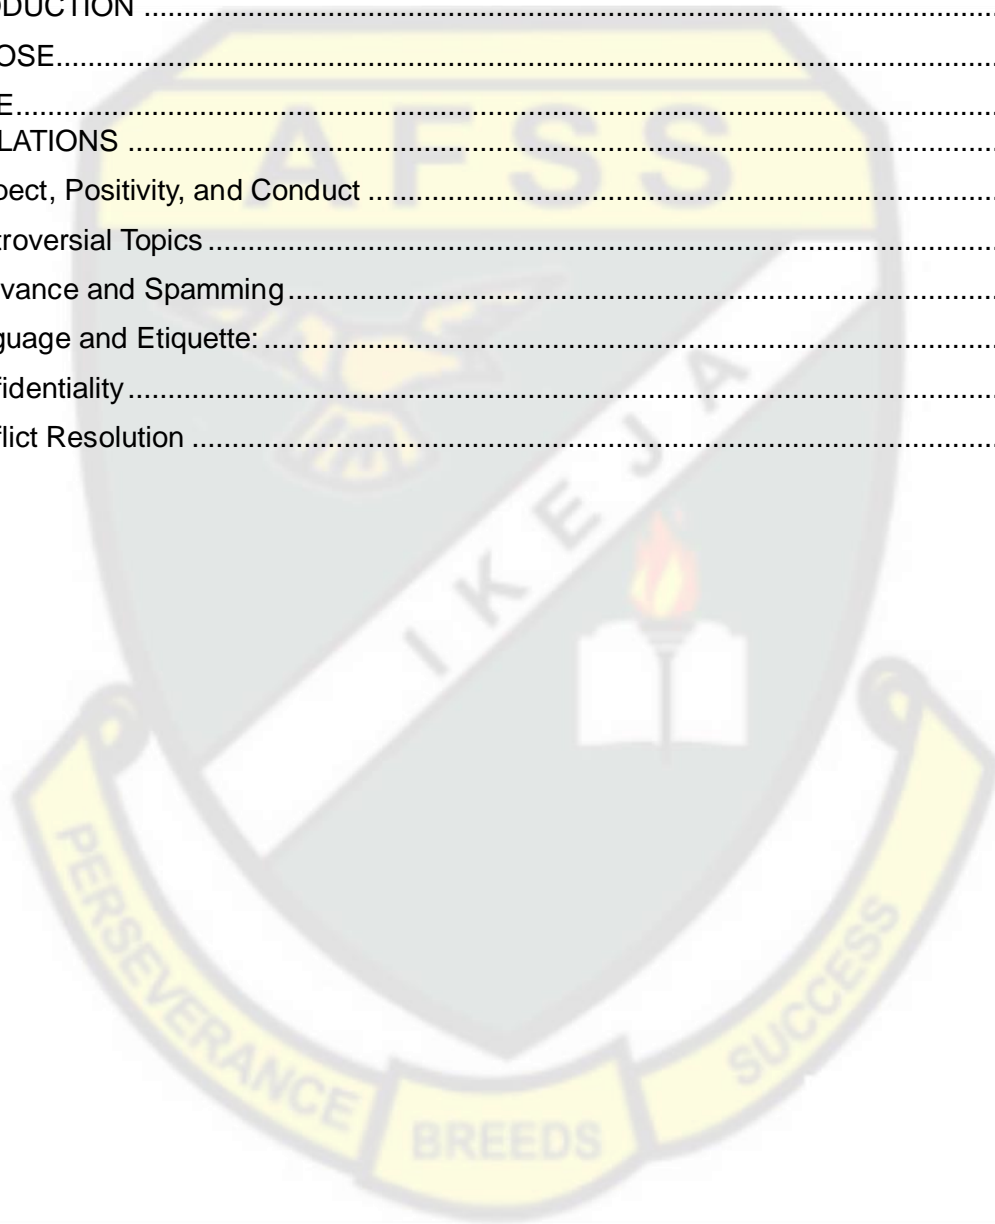 ODUCTION ............................................................................................................
OSE............................................................................................................
E............................................................................................................
LATIONS ............................................................................................................
pect, Positivity, and Conduct ............................................................................................................
troversial Topics ............................................................................................................
vance and Spamming ............................................................................................................
guage and Etiquette: ............................................................................................................
fidentiality ............................................................................................................
flict Resolution ............................................................................................................
AFSS
IKEJA
PERSEVERANCE BREEDS SUCCESS